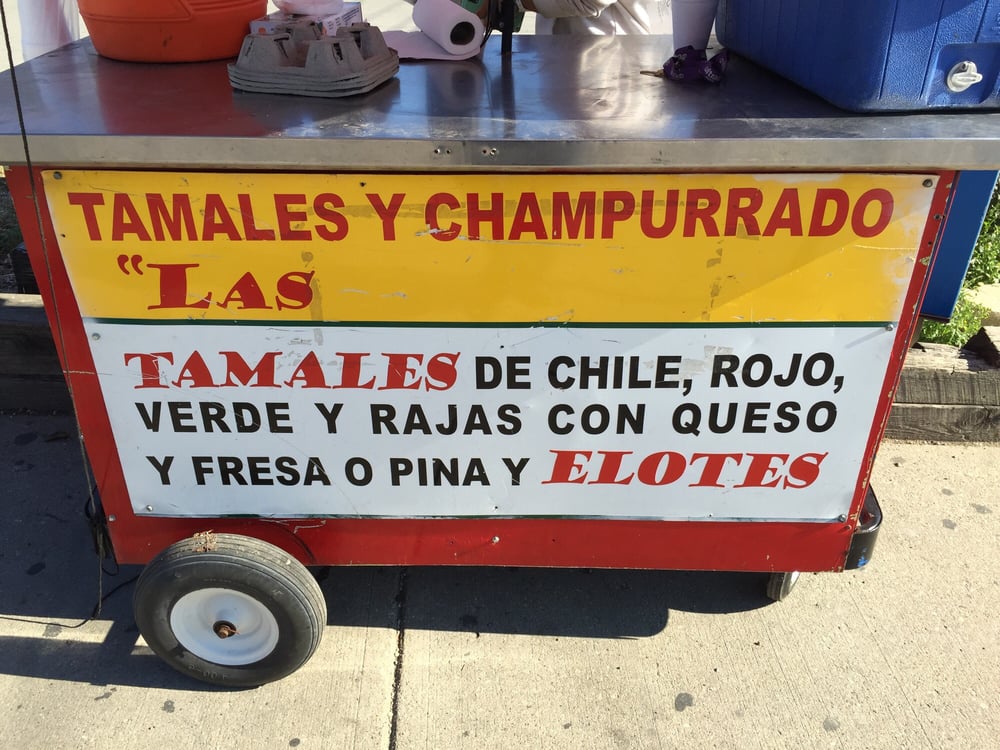 TAMALES Y CHAMPURRADO
"LAS
TAMALES DE CHILE, ROJO,
VERDE Y RAJAS CON QUESO
Y FRESA O PINA Y ELOTES